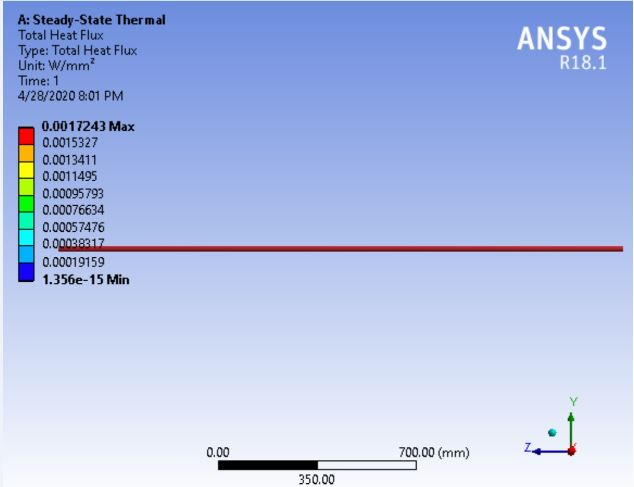 A: Steady-State Thermal
Total Heat Flux
Type: Total Heat Flux
Unit: W/mm²
Time: 1
4/28/2020 8:01 PM
ANSYS
R18.1
0.0017243 Max
0.0015327
0.0013411
0.0011495
0.00095793
0.00076634
0.00057476
0.00038317
0.00019159
1.356e-15 Min
Y
Z
X
0.00
700.00 (mm)
350.00